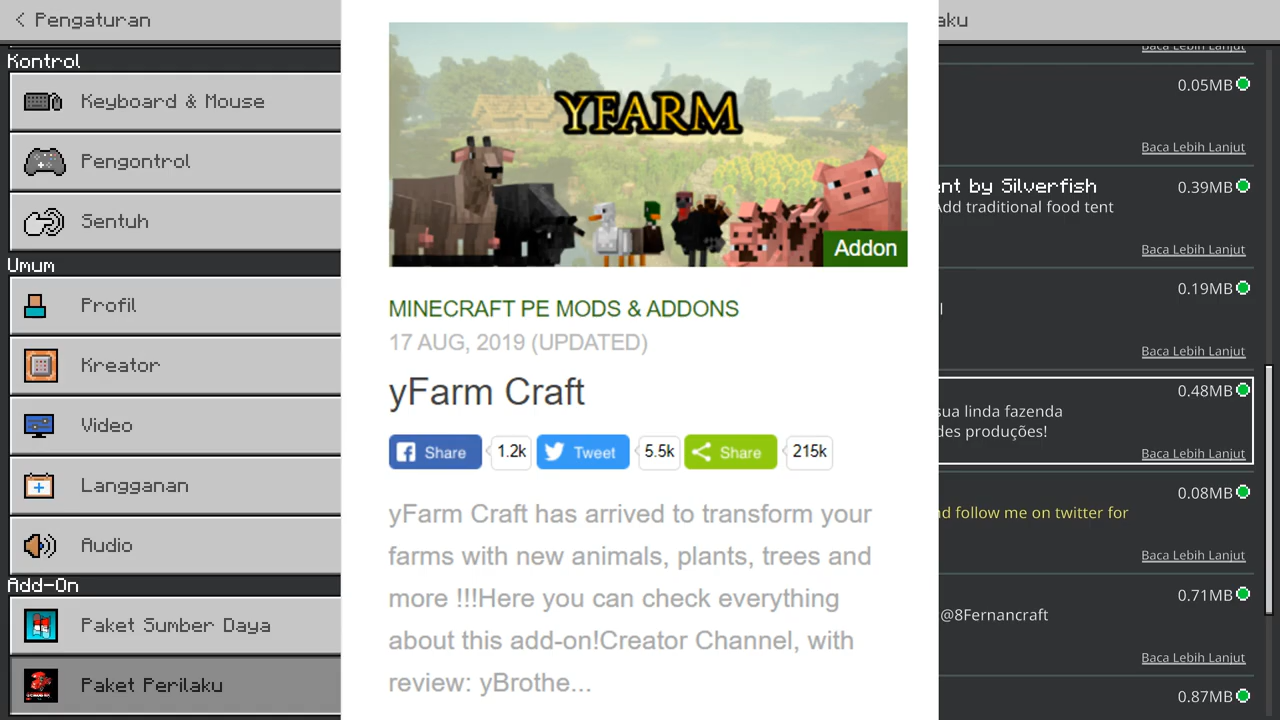 Pengaturan
Kontrol
Keyboard & Mouse
Pengontrol
Sentuh
Umum
Profil
Kreator
Video
Langganan
Audio
Add-On
Paket Sumber Daya
Paket Perilaku
YFARM
Addon
MINECRAFT PE MODS & ADDONS
17 AUG, 2019 (UPDATED)
yFarm Craft
Share 1.2k Tweet 5.5k Share 215k
yFarm Craft has arrived to transform your
farms with new animals, plants, trees and
more !!!Here you can check everything
about this add-on!Creator Channel, with
review: yBrothe...
aku
Baca Lebih Lanjut
0.05MB
Baca Lebih Lanjut
ent by Silverfish 0.39MB
Add traditional food tent
Baca Lebih Lanjut
0.19MB
Baca Lebih Lanjut
0.48MB
sua linda fazenda
des produções!
Baca Lebih Lanjut
0.08MB
nd follow me on twitter for
Baca Lebih Lanjut
0.71MB
@8Fernancraft
Baca Lebih Lanjut
0.87MB